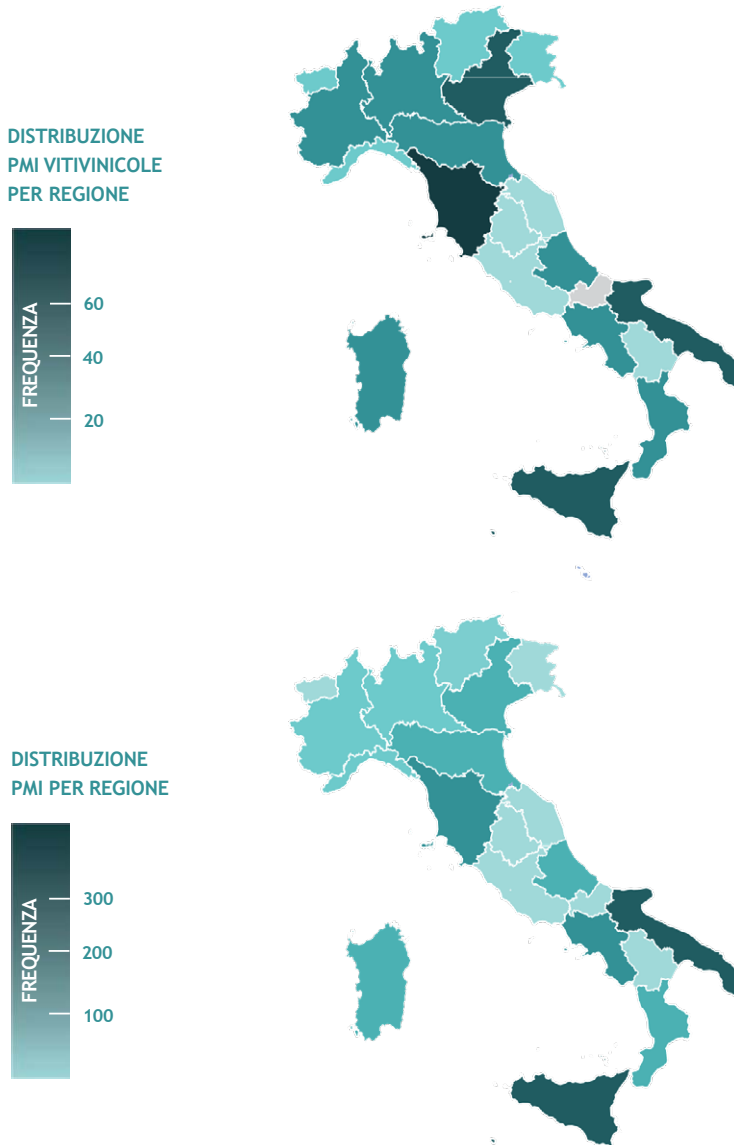 DISTRIBUZIONE
PMI VITIVINICOLE
PER REGIONE
FREQUENZA
60
40
20
DISTRIBUZIONE
PMI PER REGIONE
FREQUENZA
300
200
100